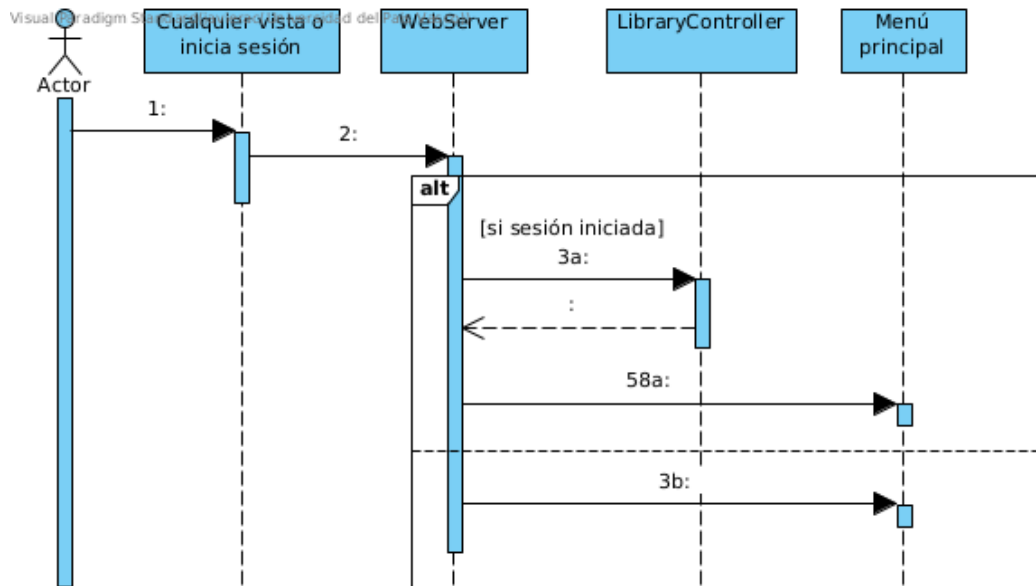 Visual Paradigm
Cualquier vista o
inicia sesión
WebServer
LibraryController
Menú
principal
Actor
1:
2:
alt
[si sesión iniciada]
3a:
:
58a:
3b: